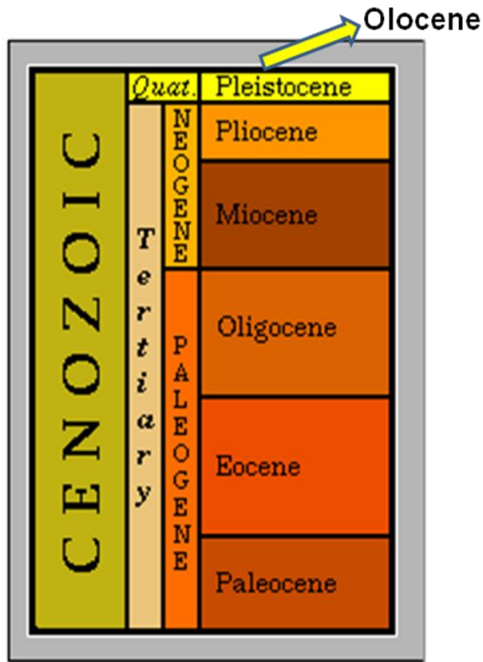 Olocene
CENOZOIC
Quat.
Pleistocene
Tertiary
NEOGENE
Pliocene
Miocene
PALEOGENE
Oligocene
Eocene
Paleocene